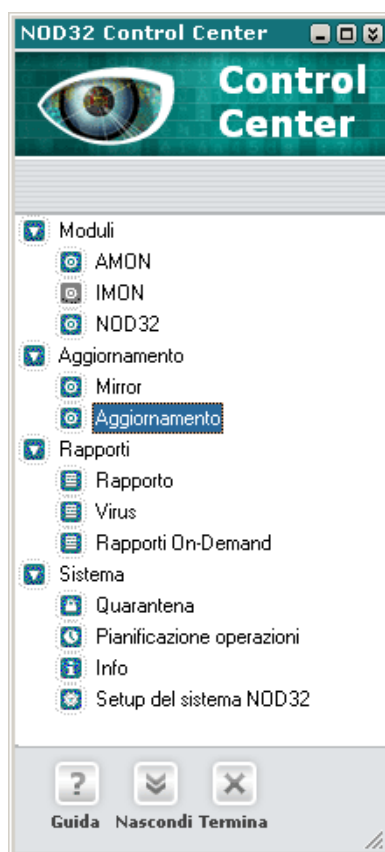 NOD32 Control Center
Control
Center
Moduli
AMON
IMON
NOD32
Aggiornamento
Mirror
Aggiornamento
Rapporti
Rapporto
Virus
Rapporti On-Demand
Sistema
Quarantena
Pianificazione operazioni
Info
Setup del sistema NOD32
?
Guida Nascondi Termina